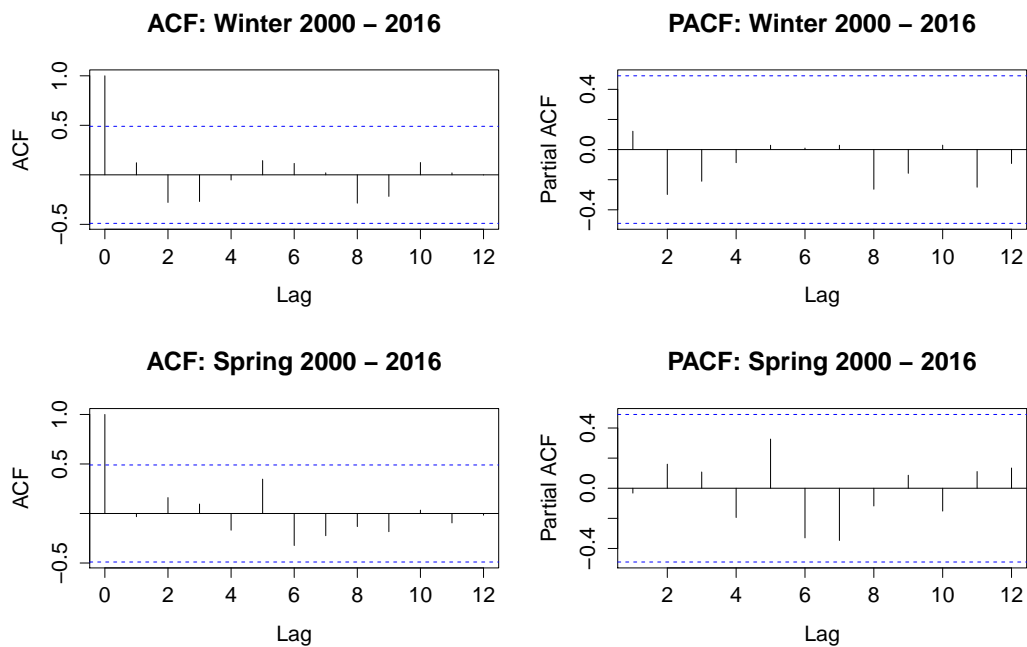 ACF: Winter 2000 – 2016
ACF
1.0
0.5
−0.5
0 2 4 6 8 10 12
Lag
PACF: Winter 2000 – 2016
Partial ACF
0.4
0.0
−0.4
2 4 6 8 10 12
Lag
ACF: Spring 2000 – 2016
ACF
1.0
0.5
−0.5
0 2 4 6 8 10 12
Lag
PACF: Spring 2000 – 2016
Partial ACF
0.4
0.0
−0.4
2 4 6 8 10 12
Lag